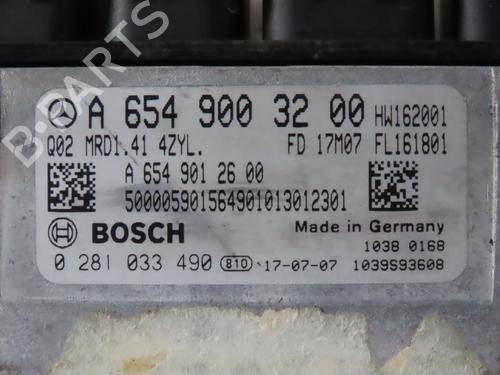 A 654 900 32 00 HW162001
Q02 MRD1.41 4ZYL. FD 17M07 FL161801
A 654 901 26 00
500005901564901013012301
BOSCH Made in Germany
1038 0168
0 281 033 490 810 17-07-07 1039S93608
B-PARTS